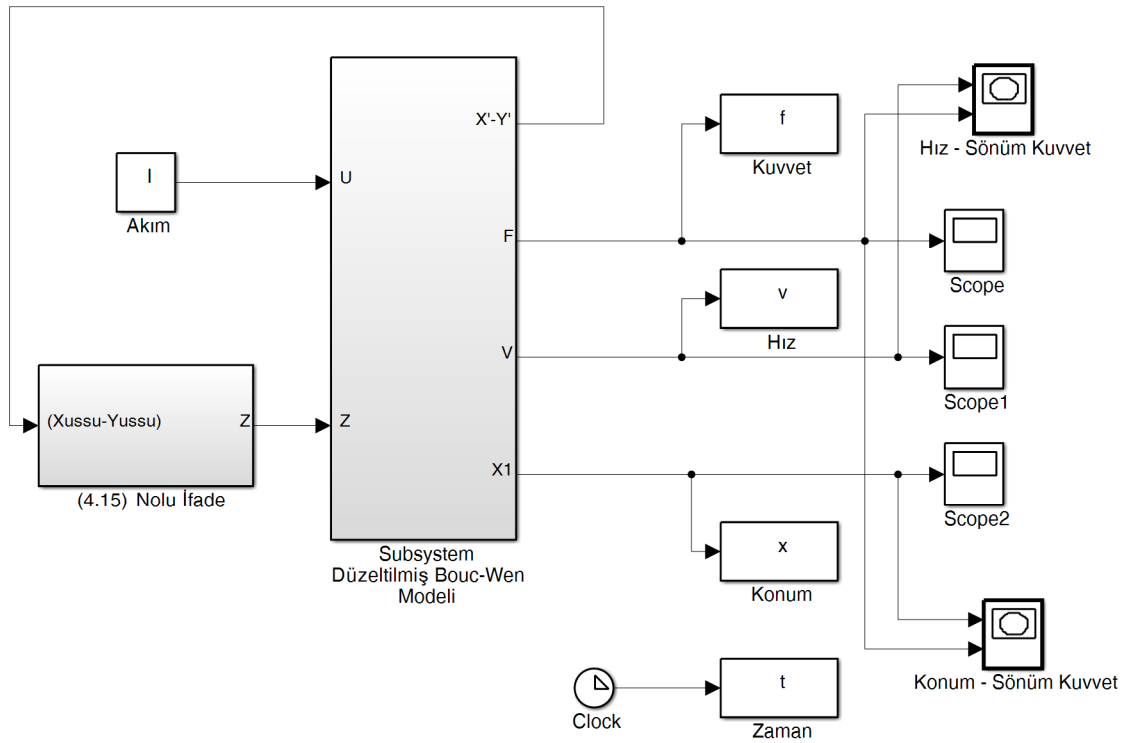 X'-Y'
f
Kuvvet
Hız - Sönüm Kuvvet
I
Akım
U
F
Scope
v
Hız
V
Scope1
(Xussu-Yussu)
Z
(4.15) Nolu İfade
Z
X1
Scope2
Subsystem
Düzeltilmiş Bouc-Wen
Modeli
x
Konum
Konum - Sönüm Kuvvet
Clock
t
Zaman